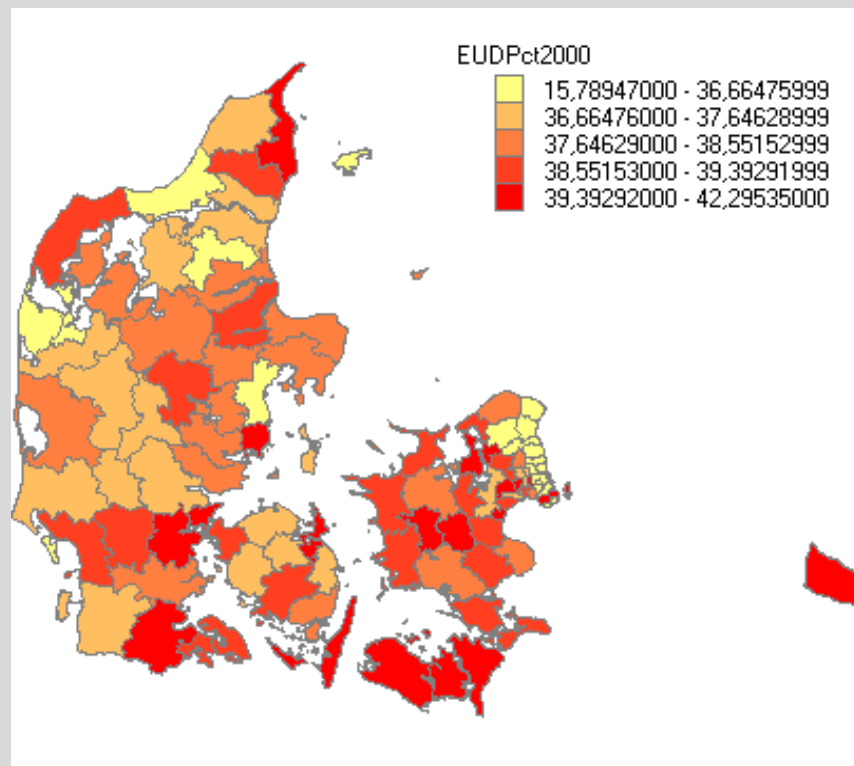 EUDPct2000
15,78947000 - 36,66475999
36,66476000 - 37,64628999
37,64629000 - 38,55152999
38,55153000 - 39,39291999
39,39292000 - 42,29535000